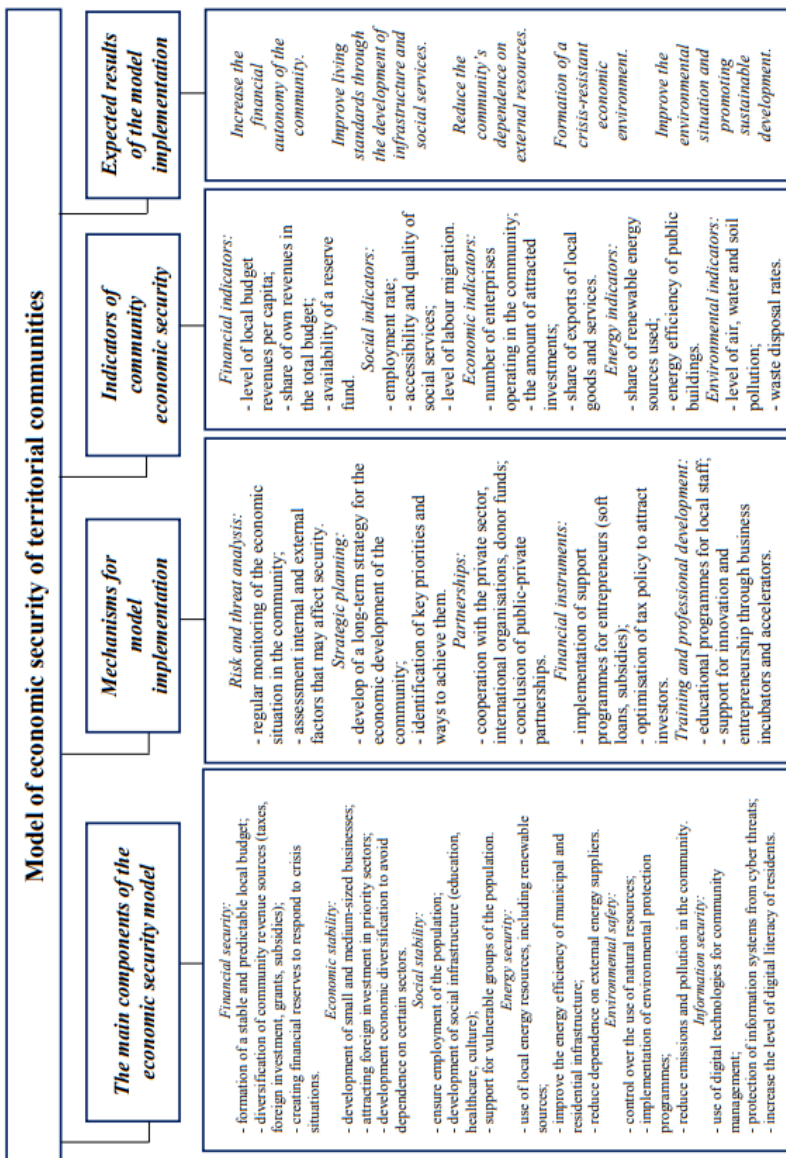 Model of economic security of territorial communities
The main components of the
economic security model
Financial security:
- formation of a stable and predictable local budget;
- diversification of community revenue sources (taxes,
foreign investment, grants, subsidies);
- creating financial reserves to respond to crisis
situations.
Economic stability:
- development of small and medium-sized businesses;
- attracting foreign investment in priority sectors;
- development economic diversification to avoid
dependence on certain sectors.
Social stability:
- ensure employment of the population;
- development of social infrastructure (education,
healthcare, culture);
- support for vulnerable groups of the population.
Energy security:
- use of local energy resources, including renewable
sources;
- improve the energy efficiency of municipal and
residential infrastructure;
- reduce dependence on external energy suppliers.
Environmental safety:
- control over the use of natural resources;
- implementation of environmental protection
programmes;
- reduce emissions and pollution in the community.
Information security:
- use of digital technologies for community
management;
- protection of information systems from cyber threats;
- increase the level of digital literacy of residents.
Mechanisms for
model
implementation
Risk and threat analysis:
- regular monitoring of the economic
situation in the community;
- assessment internal and external
factors that may affect security.
Strategic planning:
- develop of a long-term strategy for the
economic development of the
community;
- identification of key priorities and
ways to achieve them.
Partnerships:
- cooperation with the private sector,
international organisations, donor funds;
- conclusion of public-private
partnerships.
Financial instruments:
- implementation of support
programmes for entrepreneurs (soft
loans, subsidies);
- optimisation of tax policy to attract
investors.
Training and professional development:
- educational programmes for local staff;
- support for innovation and
entrepreneurship through business
incubators and accelerators.
Indicators of
community
economic security
Financial indicators:
- level of local budget
revenues per capita;
- share of own revenues in
the total budget;
- availability of a reserve
fund.
Social indicators:
- employment rate;
- accessibility and quality of
social services;
- level of labour migration.
Economic indicators:
- number of enterprises
operating in the community;
- the amount of attracted
investments;
- share of exports of local
goods and services.
Energy indicators:
- share of renewable energy
sources used;
- energy efficiency of public
buildings.
Environmental indicators:
- level of air, water and soil
pollution;
- waste disposal rates.
Expected results
of the model
implementation
Increase the
financial
autonomy of the
community.
Improve living
standards through
the development of
infrastructure and
social services.
Reduce the
community's
dependence on
external resources.
Formation of a
crisis-resistant
economic
environment.
Improve the
environmental
situation and
promoting
sustainable
development.